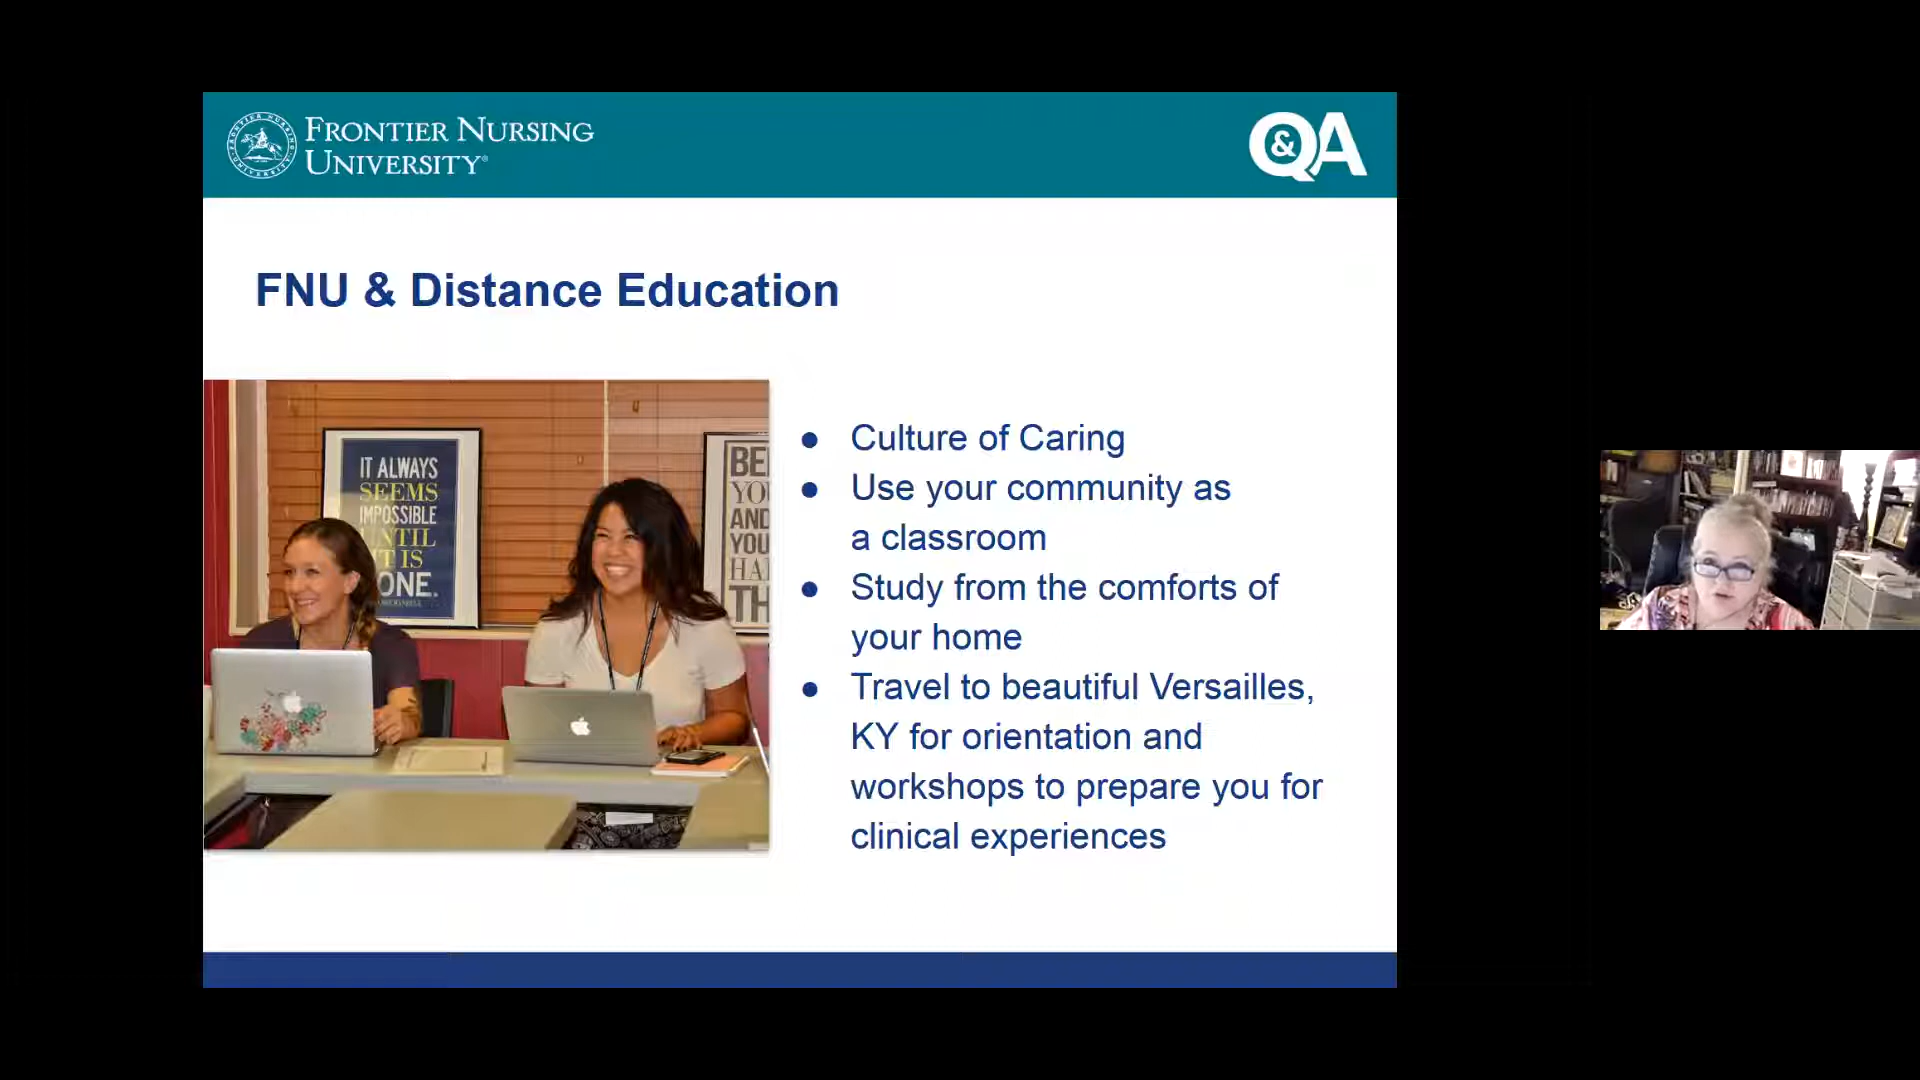 FRONTIER NURSING
UNIVERSITY®
Q&A
FNU & Distance Education
IT ALWAYS
SEEMS
IMPOSSIBLE
UNTIL
IT IS
DONE.
BE
YO
AND
YOU
HA
TH
● Culture of Caring
● Use your community as
a classroom
● Study from the comforts of
your home
● Travel to beautiful Versailles,
KY for orientation and
workshops to prepare you for
clinical experiences